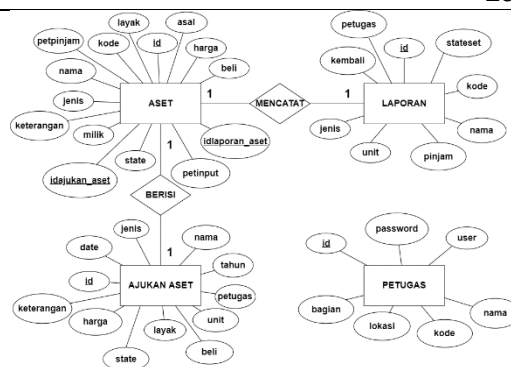 layak
asal
petugas
petpinjam
kode
id
harga
id
stateset
nama
beli
kembali
kode
jenis
ASET
1
MENCATAT
1
LAPORAN
keterangan
milik
1
idlaporan_aset
jenis
nama
state
unit
pinjam
idajukan_aset
petinput
BERISI
jenis
1
nama
password
date
id
user
tahun
id
AJUKAN ASET
petugas
PETUGAS
keterangan
bagian
nama
harga
unit
lokasi
layak
kode
state
beli